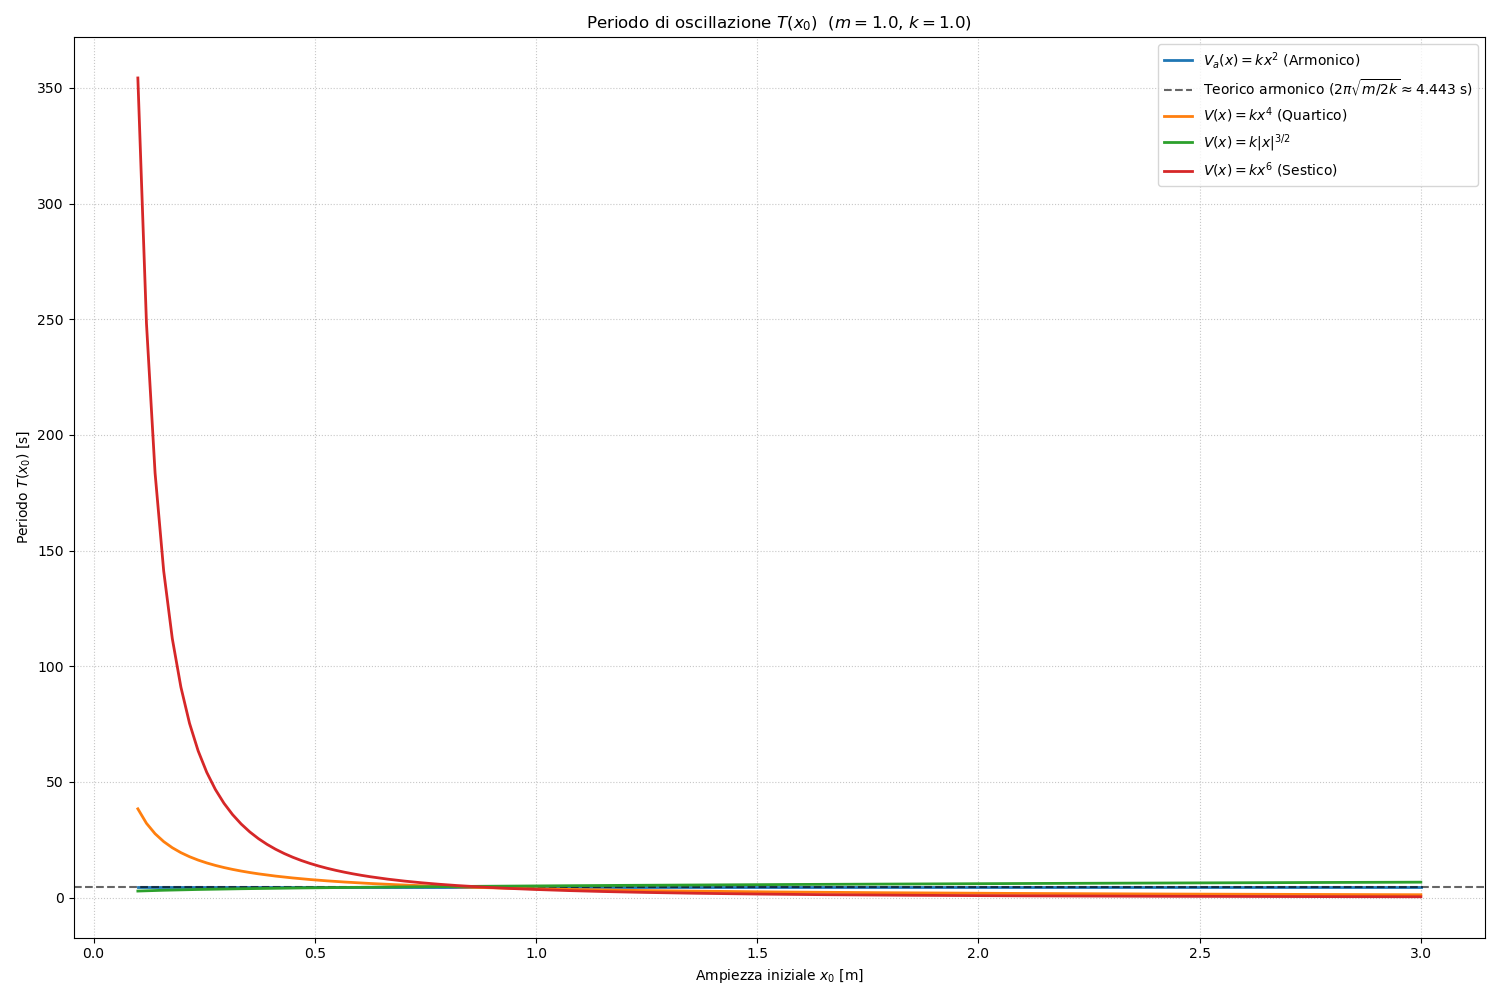 Periodo di oscillazione $T(x_0)$ ($m = 1.0$, $k = 1.0$)
$V_a(x) = kx^2$ (Armonico)
Teorico armonico ($2\pi\sqrt{m/2k} \approx 4.443$ s)
$V(x) = kx^4$ (Quartico)
$V(x) = k|x|^{3/2}$
$V(x) = kx^6$ (Sestico)
350
300
250
200
150
100
50
0
Periodo $T(x_0)$ [s]
0.0 0.5 1.0 1.5 2.0 2.5 3.0
Ampiezza iniziale $x_0$ [m]